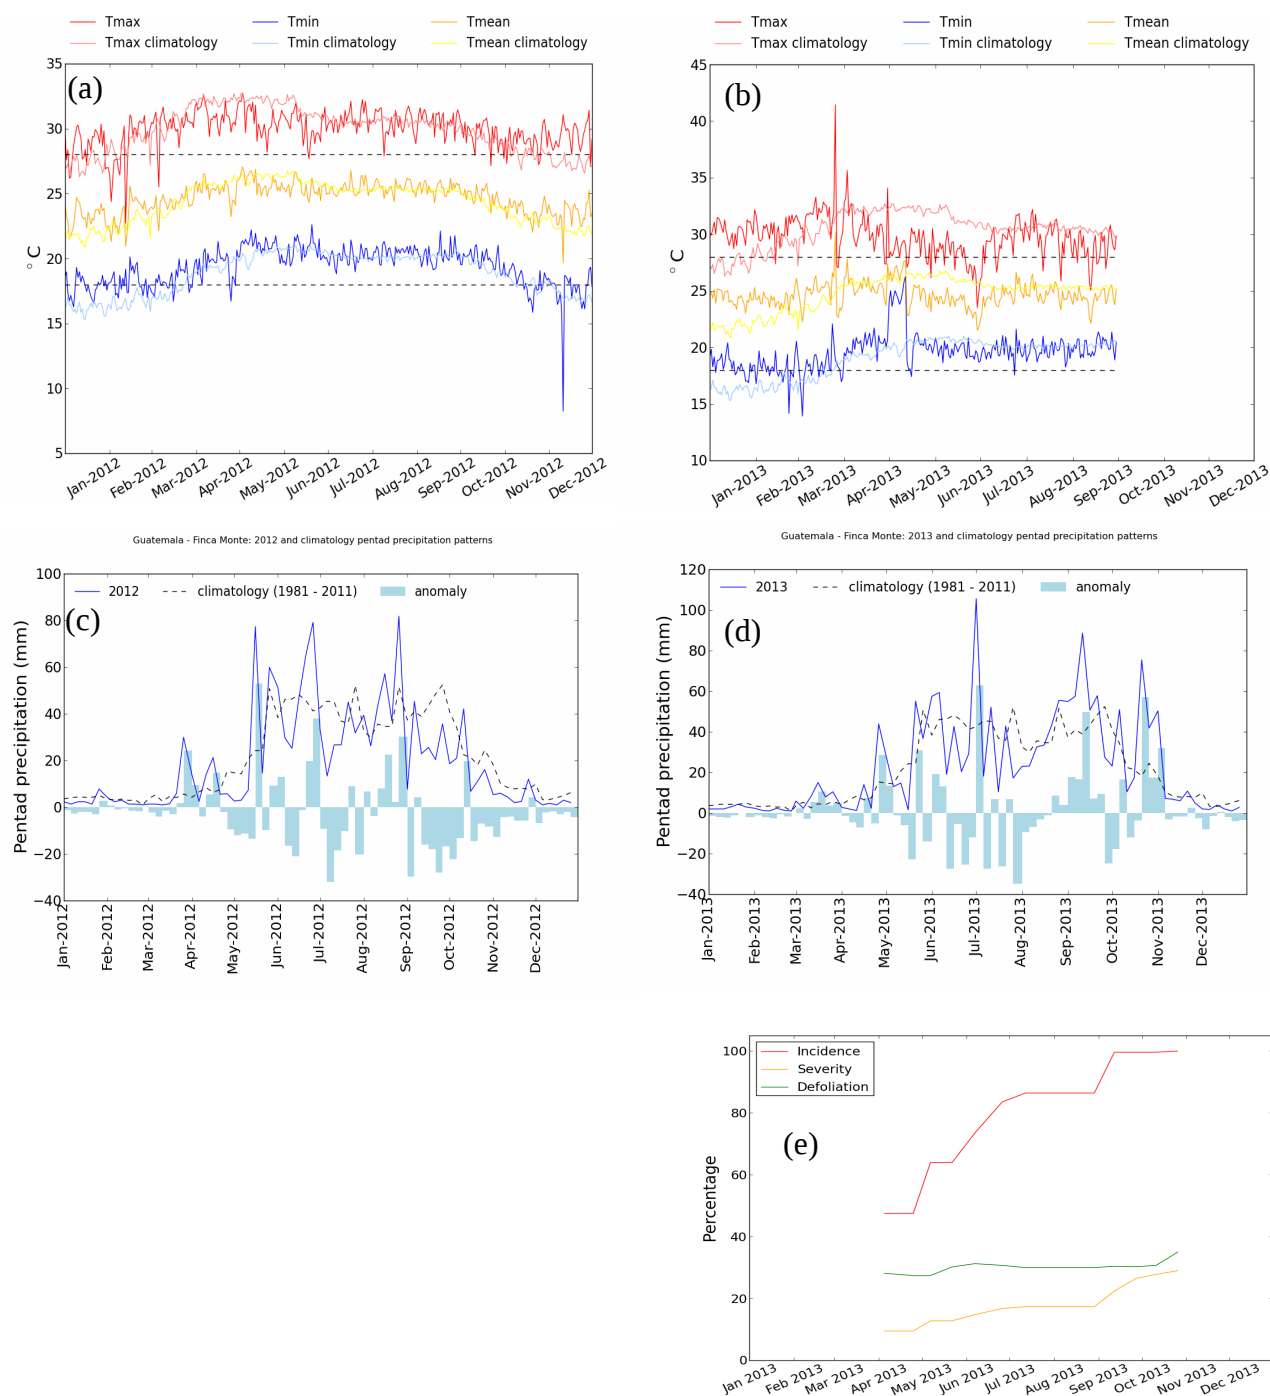 Tmax Tmin Tmean
Tmax climatology Tmin climatology Tmean climatology
(a)
35
30
25
20
15
10
5
° C
Jan-2012 Feb-2012 Mar-2012 Apr-2012 May-2012 Jun-2012 Jul-2012 Aug-2012 Sep-2012 Oct-2012 Nov-2012 Dec-2012
Tmax Tmin Tmean
Tmax climatology Tmin climatology Tmean climatology
(b)
45
40
35
30
25
20
15
10
° C
Jan-2013 Feb-2013 Mar-2013 Apr-2013 May-2013 Jun-2013 Jul-2013 Aug-2013 Sep-2013 Oct-2013 Nov-2013 Dec-2013
Guatemala - Finca Monte: 2012 and climatology pentad precipitation patterns
2012 climatology (1981 - 2011) anomaly
(c)
100
80
60
40
20
0
−20
−40
Pentad precipitation (mm)
Jan-2012 Feb-2012 Mar-2012 Apr-2012 May-2012 Jun-2012 Jul-2012 Aug-2012 Sep-2012 Oct-2012 Nov-2012 Dec-2012
Guatemala - Finca Monte: 2013 and climatology pentad precipitation patterns
2013 climatology (1981 - 2011) anomaly
(d)
120
100
80
60
40
20
0
−20
−40
Pentad precipitation (mm)
Jan-2013 Feb-2013 Mar-2013 Apr-2013 May-2013 Jun-2013 Jul-2013 Aug-2013 Sep-2013 Oct-2013 Nov-2013 Dec-2013
Incidence
Severity
Defoliation
(e)
100
80
60
40
20
0
Percentage
Jan 2013 Feb 2013 Mar 2013 Apr 2013 May 2013 Jun 2013 Jul 2013 Aug 2013 Sep 2013 Oct 2013 Nov 2013 Dec 2013